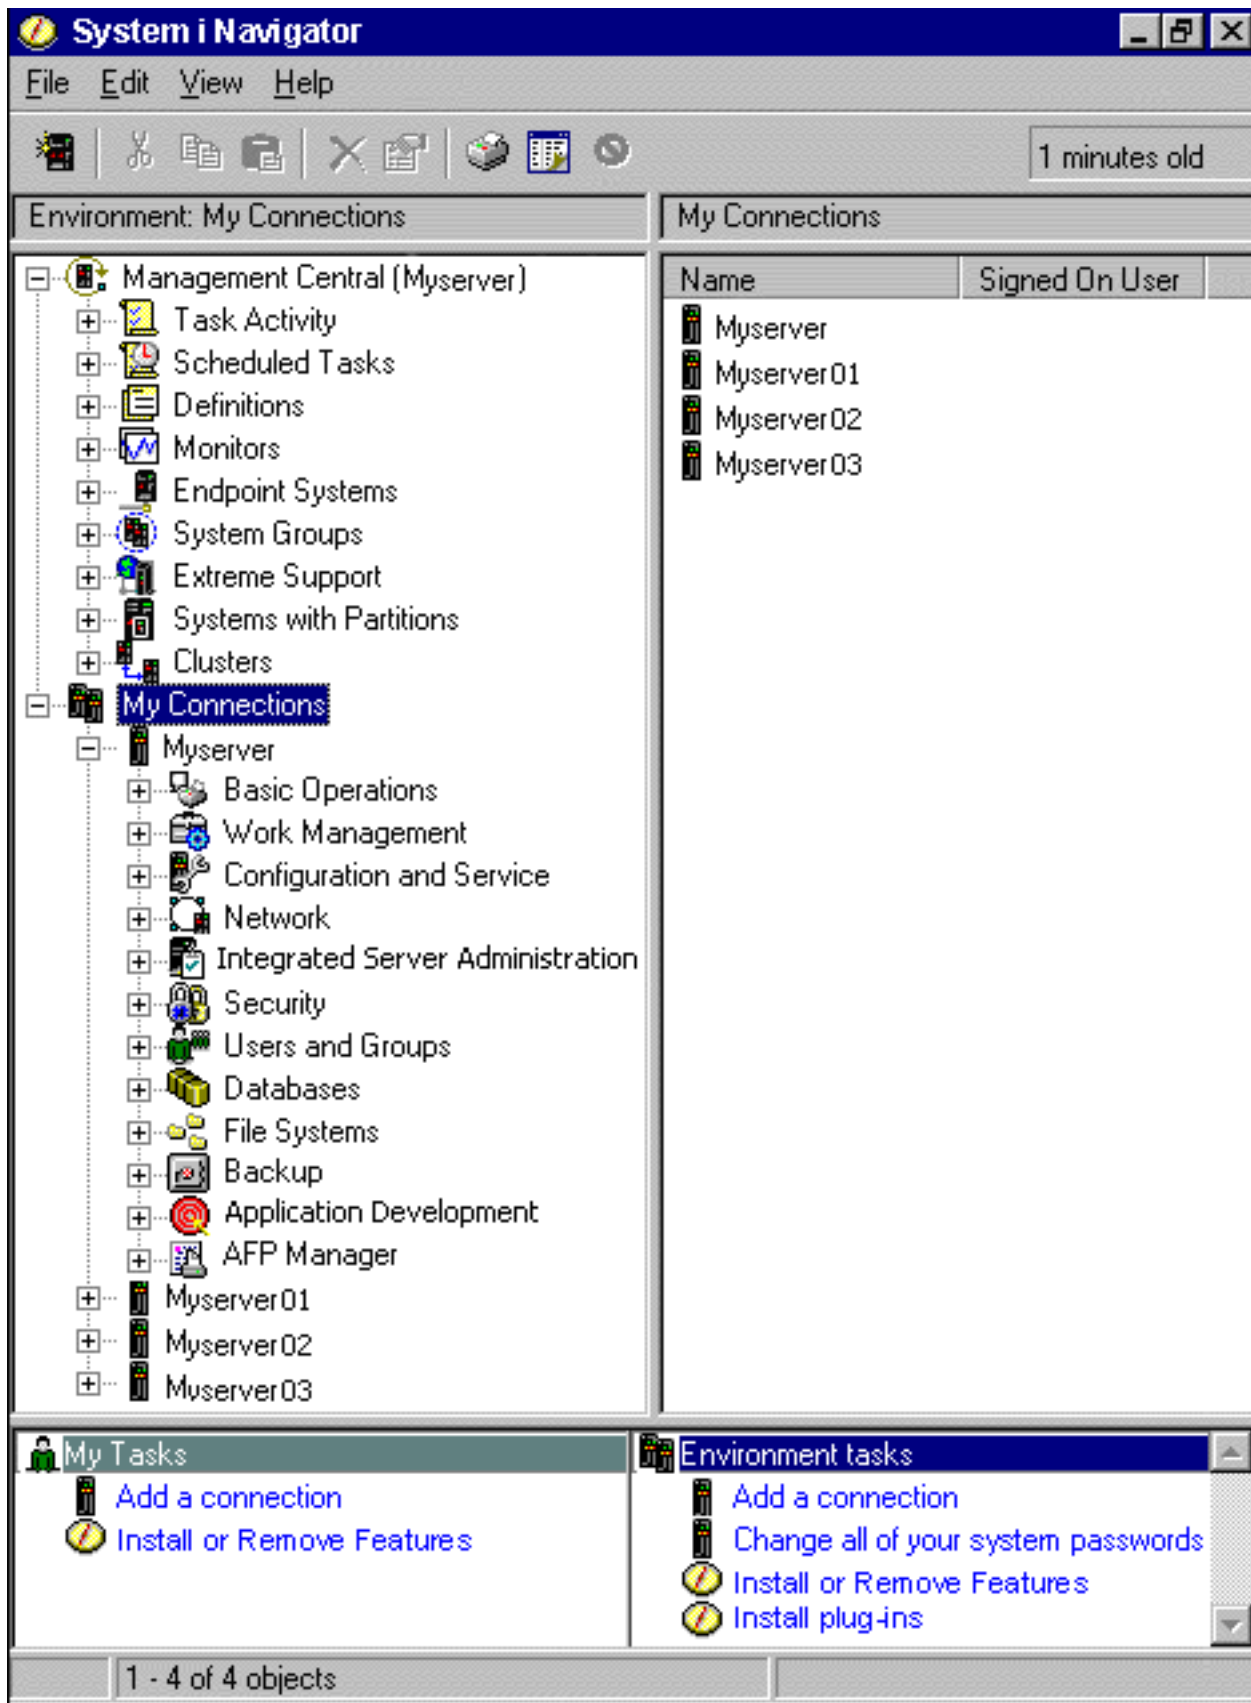 System i Navigator
File Edit View Help
1 minutes old
Environment: My Connections
My Connections
Management Central (Myserver)
Task Activity
Scheduled Tasks
Definitions
Monitors
Endpoint Systems
System Groups
Extreme Support
Systems with Partitions
Clusters
My Connections
Myserver
Basic Operations
Work Management
Configuration and Service
Network
Integrated Server Administration
Security
Users and Groups
Databases
File Systems
Backup
Application Development
AFP Manager
Myserver01
Myserver02
Myserver03
Name Signed On User
Myserver
Myserver01
Myserver02
Myserver03
My Tasks
Add a connection
Install or Remove Features
Environment tasks
Add a connection
Change all of your system passwords
Install or Remove Features
Install plug-ins
1 - 4 of 4 objects